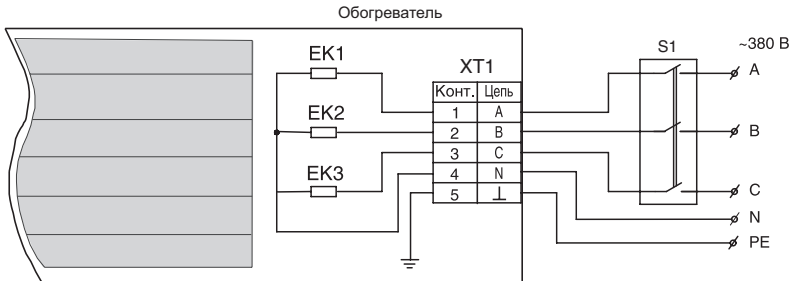 Обогреватель
EK1
EK2
EK3
XT1
Конт. Цепь
1 A
2 B
3 C
4 N
5 ⊥
S1
~380 В
A
B
C
N
PE